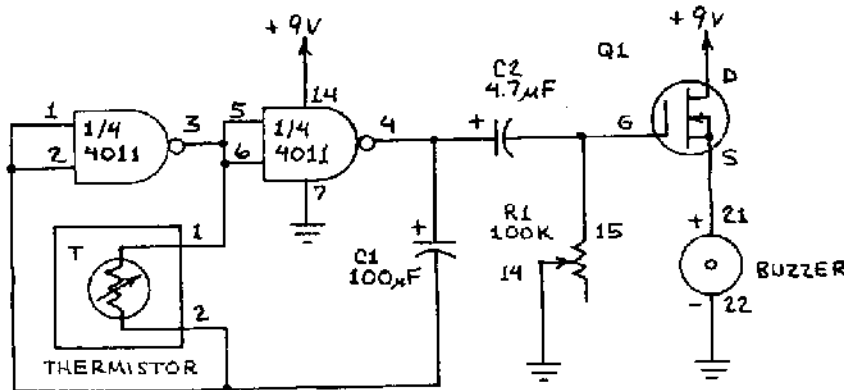 +9V
+9V
Q1
D
C2
4.7µF
14
1
3
5
1/4
4011
1/4
4011
4
+
G
2
6
S
7
1
+
R1
100K
15
+
21
T
C1
100µF
14
BUZZER
2
-
22
THERMISTOR